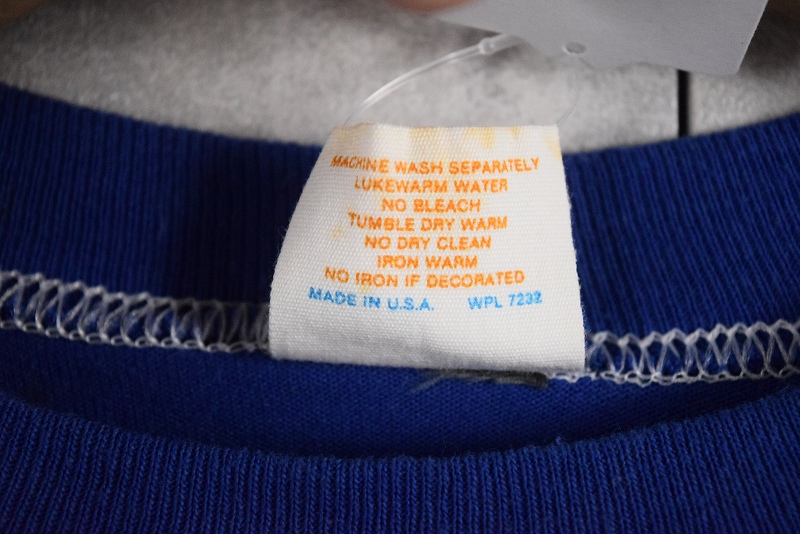 MACHINE WASH SEPARATELY
LUKEWARM WATER
NO BLEACH
TUMBLE DRY WARM
NO DRY CLEAN
IRON WARM
NO IRON IF DECORATED
MADE IN U.S.A. WPL 7232